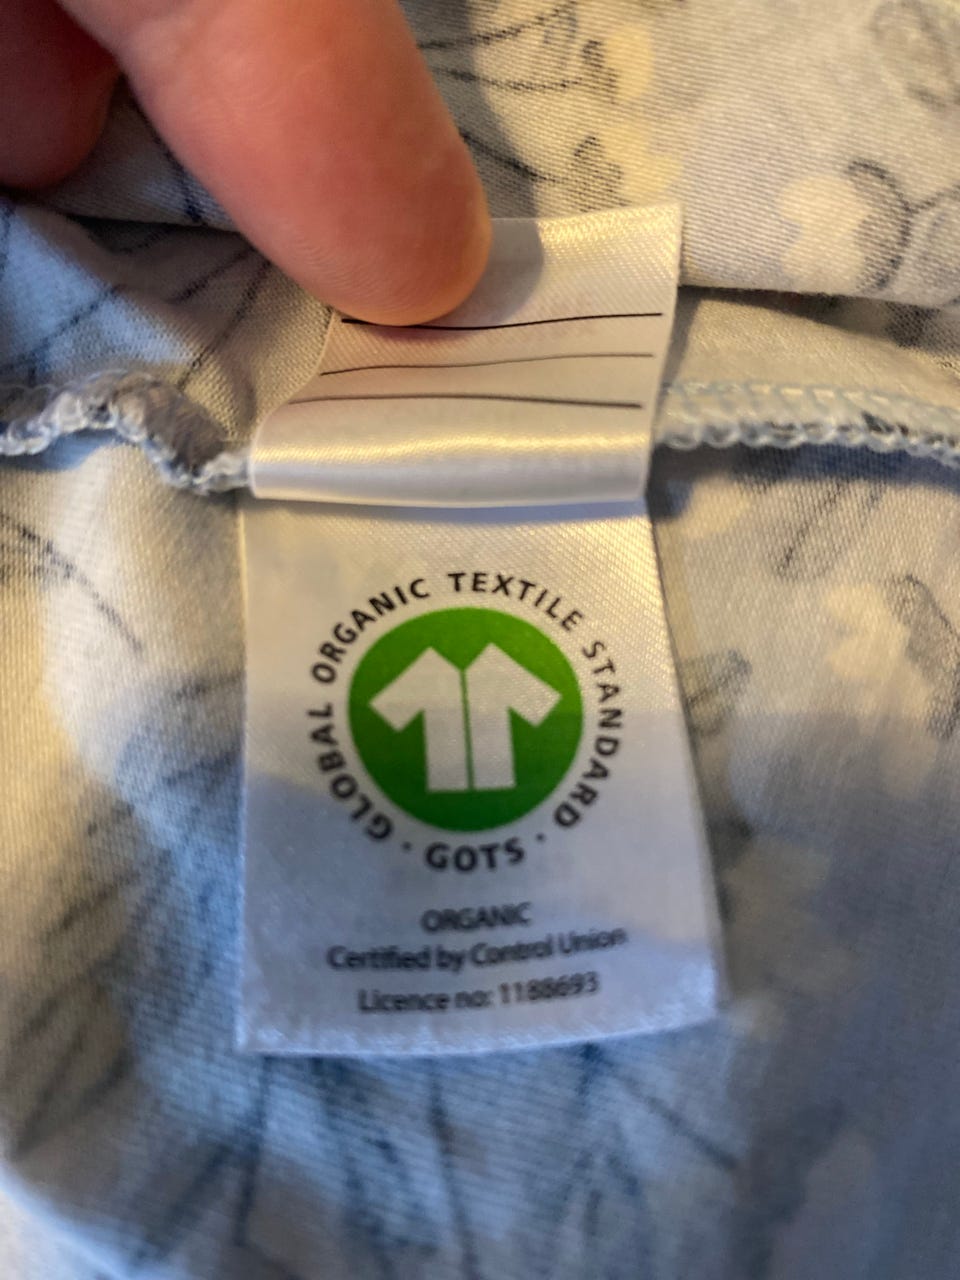 GLOBAL ORGANIC TEXTILE STANDARD · GOTS ·
ORGANIC
Certified by Control Union
Licence no: 1188693